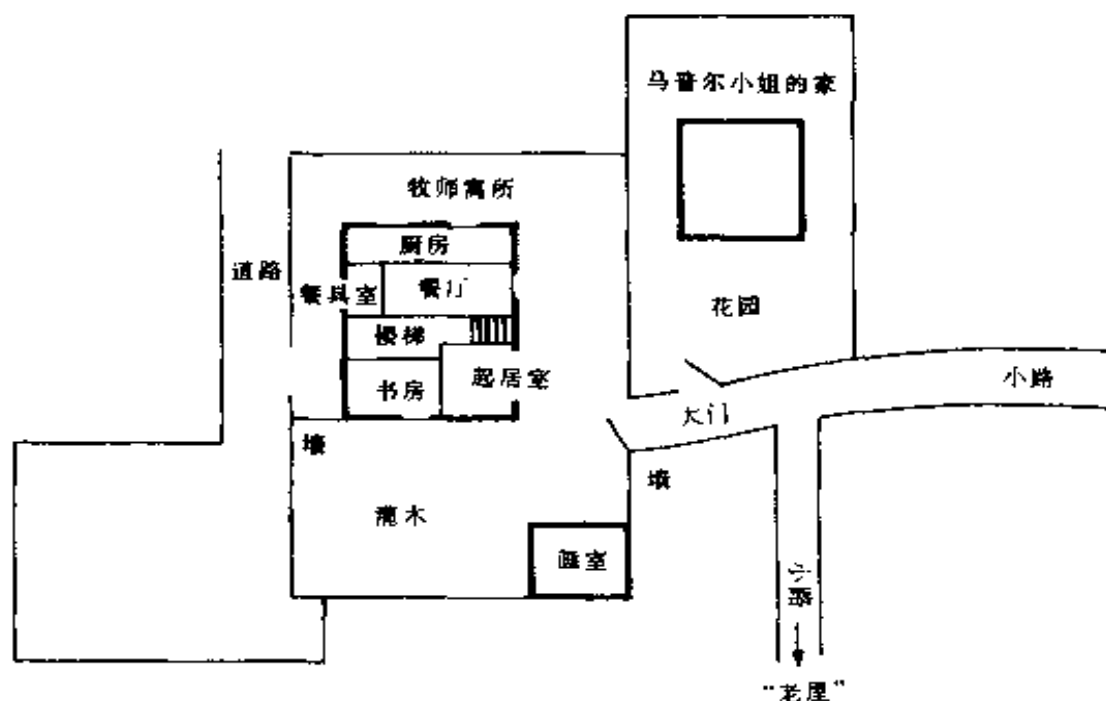 马普尔小姐的家
牧师寓所
厨房
道路
餐具室
餐厅
花园
楼梯
起居室
书房
小路
大门
墙
墙
灌木
画室
小路
"老屋"